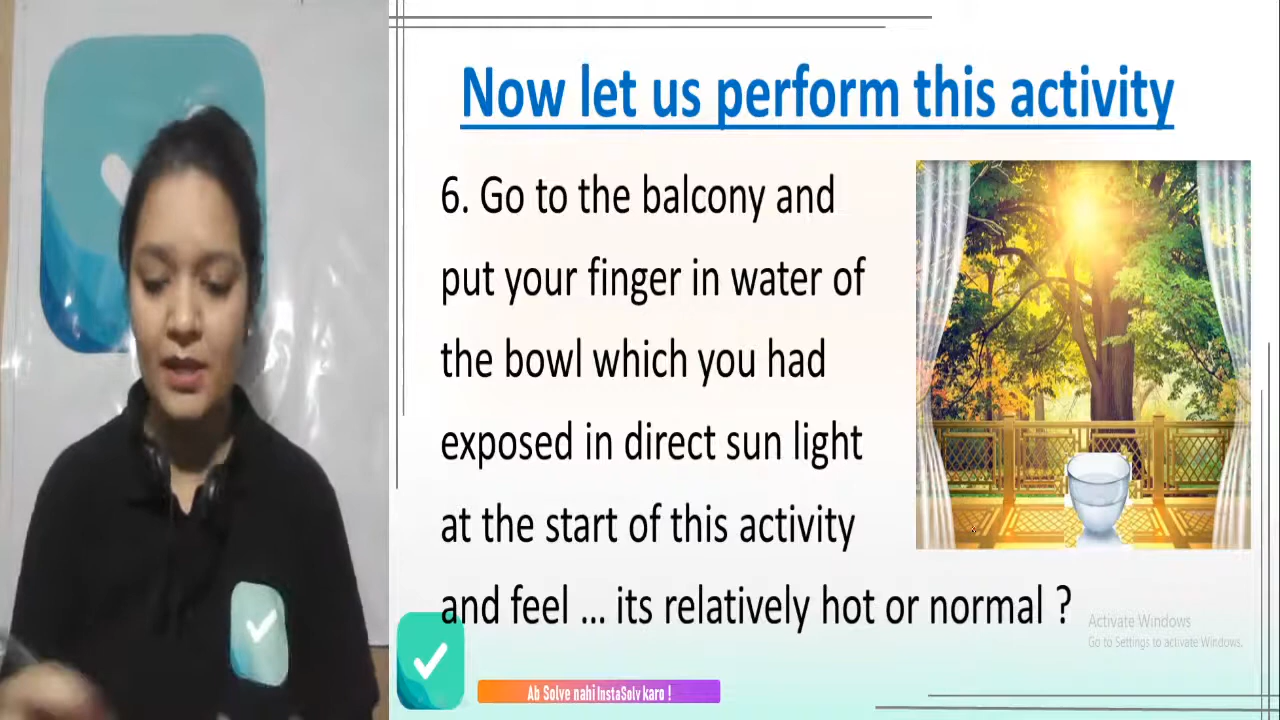 Now let us perform this activity
6. Go to the balcony and
put your finger in water of
the bowl which you had
exposed in direct sun light
at the start of this activity
and feel ... its relatively hot or normal ?
Activate Windows
Go to Settings to activate Windows.
Ab Solve nahi InstaSolv karo !